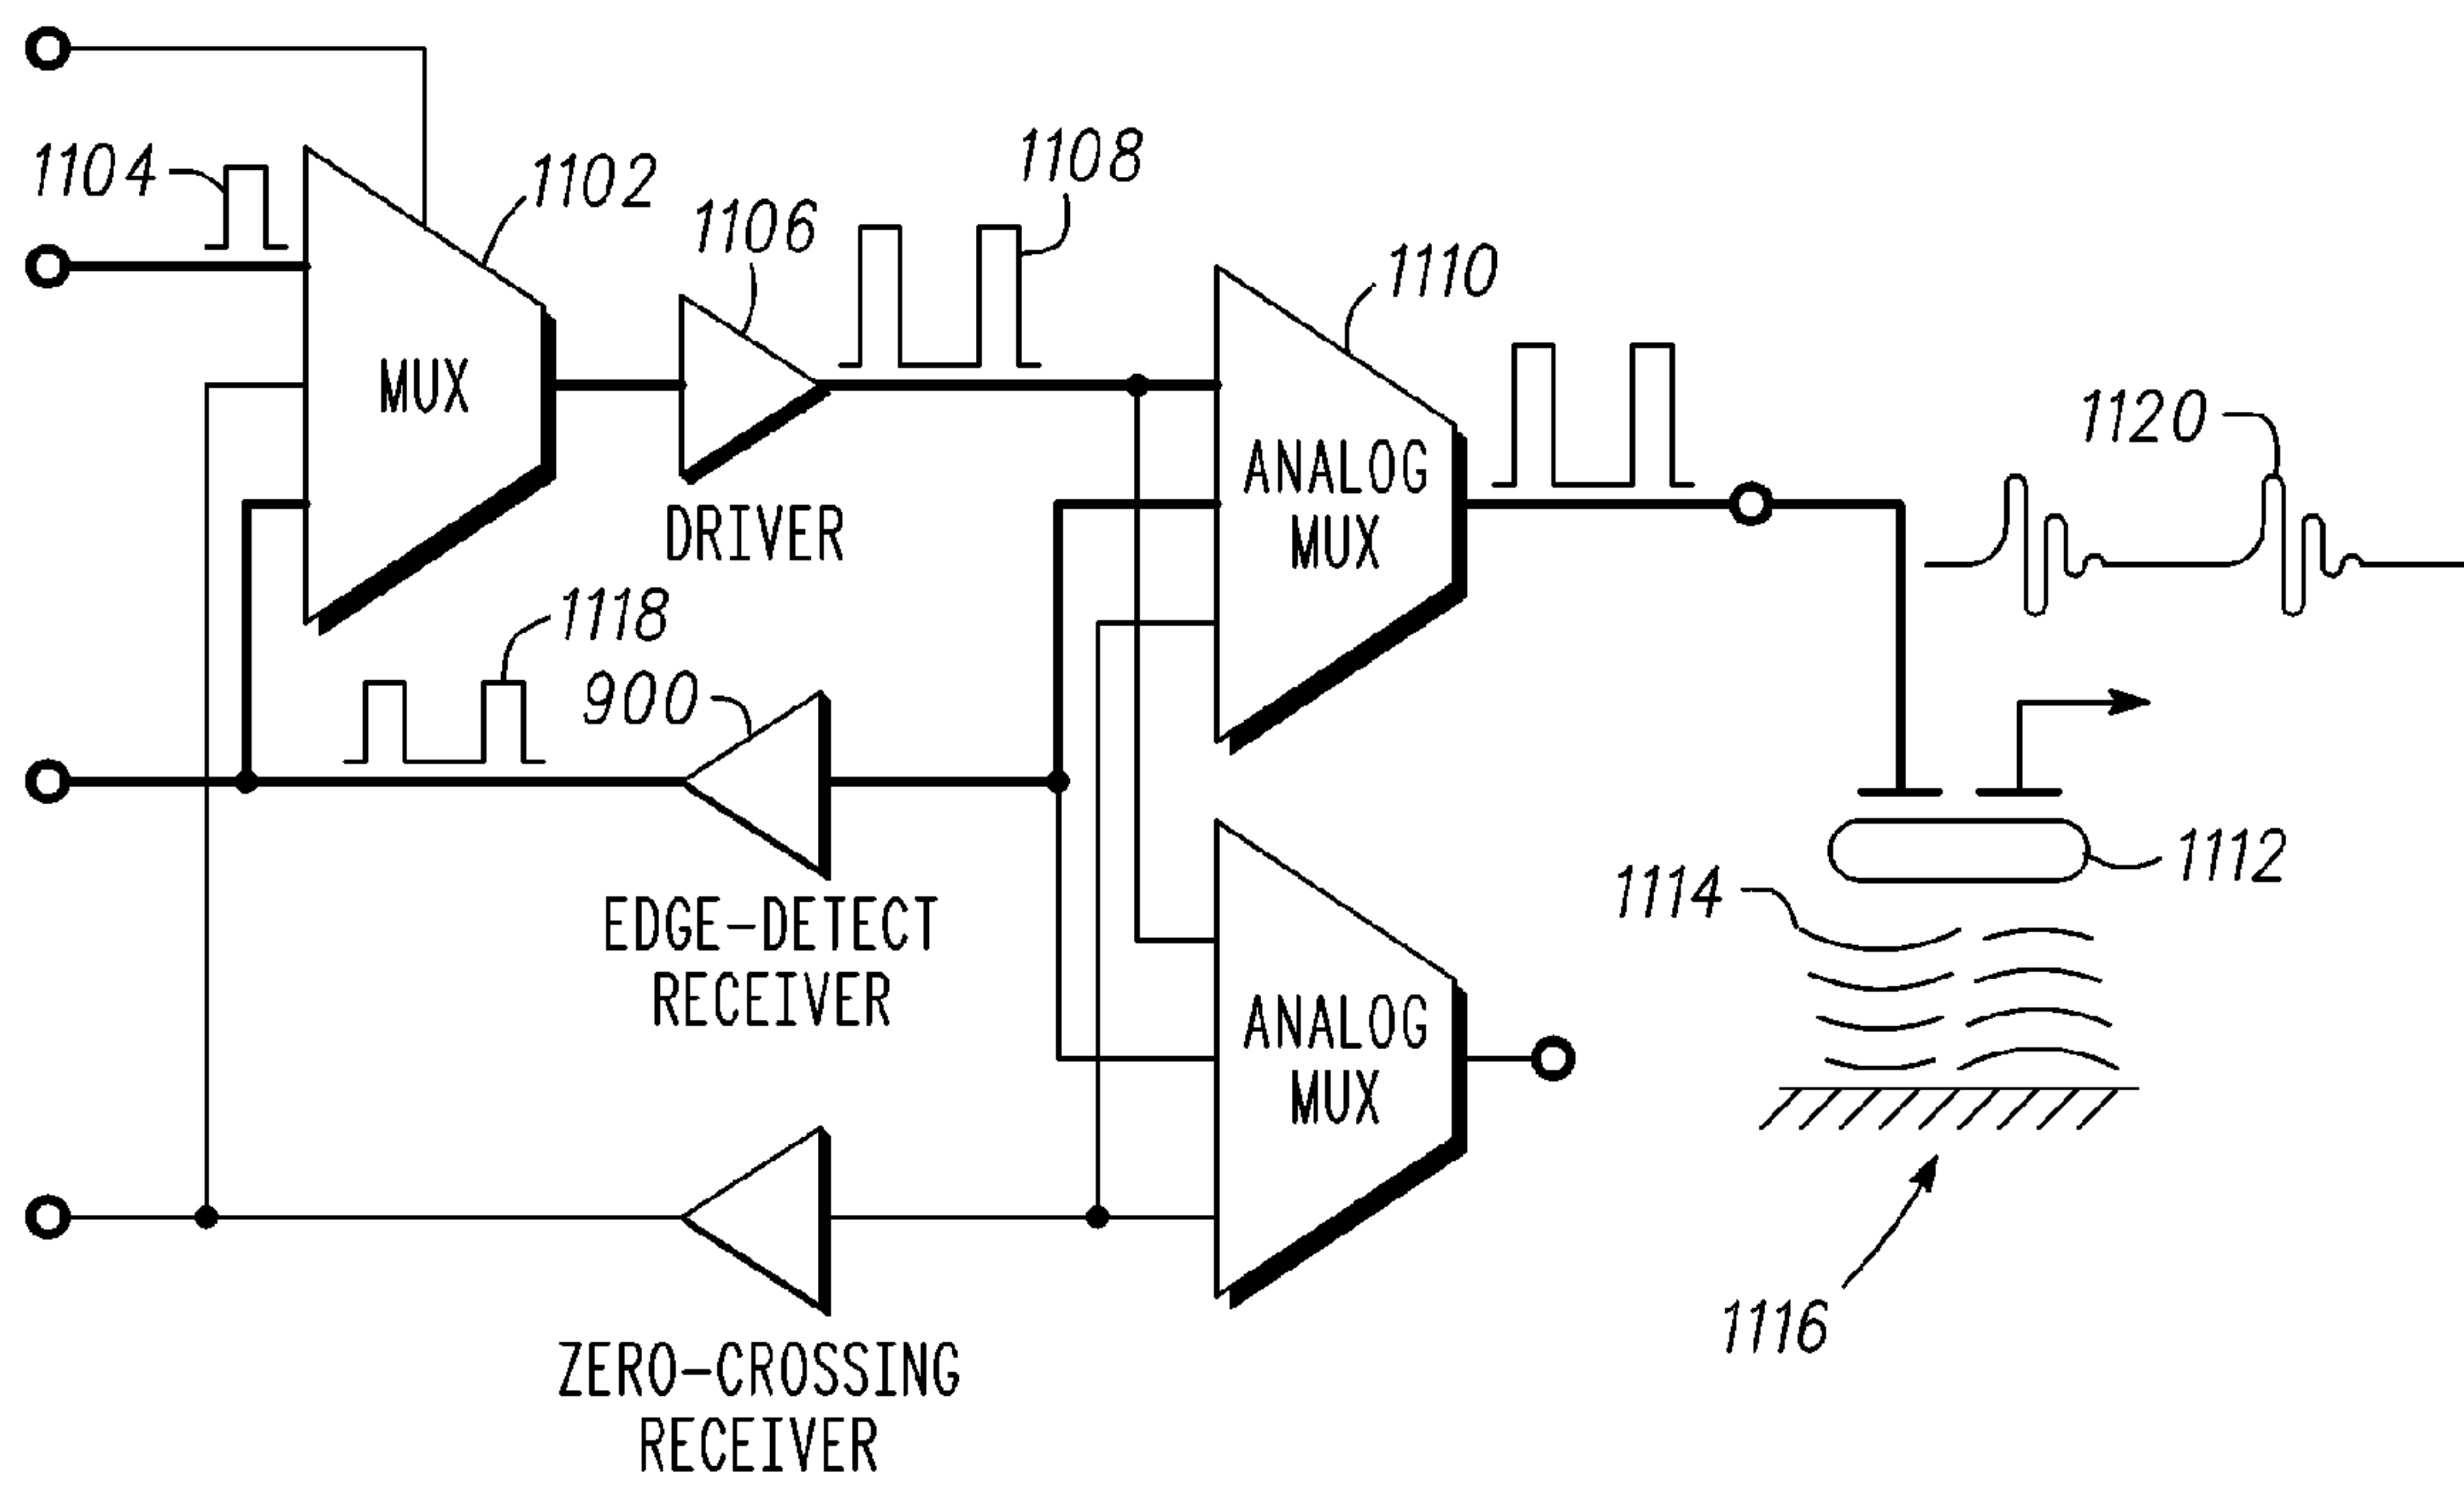 1104
1102
1106
1108
1110
MUX
DRIVER
ANALOG
MUX
1120
1118
900
EDGE-DETECT
RECEIVER
1114
1112
ANALOG
MUX
1116
ZERO-CROSSING
RECEIVER